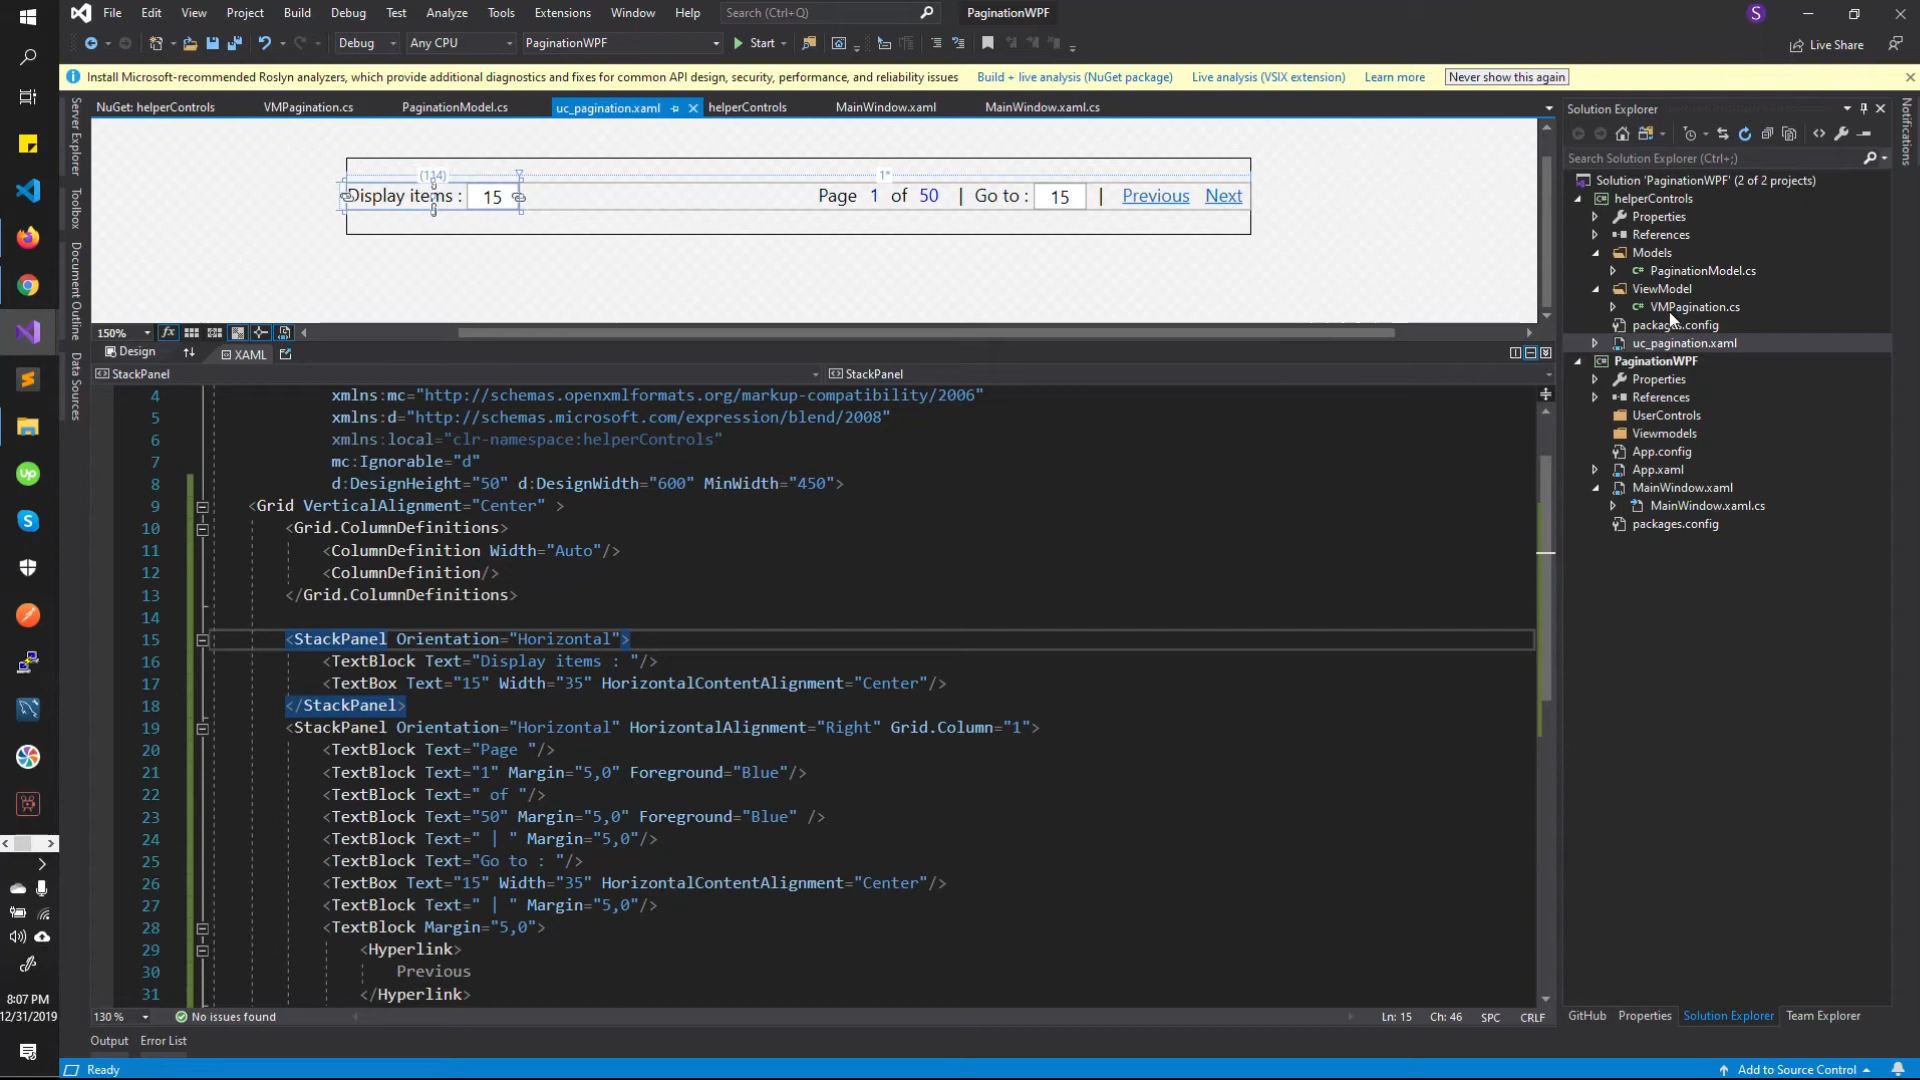 File Edit View Project Build Debug Test Analyze Tools Extensions Window Help Search (Ctrl+Q) PaginationWPF S
Debug Any CPU PaginationWPF Start Live Share
Install Microsoft-recommended Roslyn analyzers, which provide additional diagnostics and fixes for common API design, security, performance, and reliability issues Build + live analysis (NuGet package) Live analysis (VSIX extension) Learn more Never show this again
NuGet: helperControls VMPagination.cs PaginationModel.cs uc_pagination.xaml helperControls MainWindow.xaml MainWindow.xaml.cs
Server Explorer
Toolbox
Document Outline
Data Sources
(114) 1*
Display items : 15 Page 1 of 50 | Go to : 15 | Previous Next
150%
Design XAML
StackPanel StackPanel
4 xmlns:mc="http://schemas.openxmlformats.org/markup-compatibility/2006"
5 xmlns:d="http://schemas.microsoft.com/expression/blend/2008"
6 xmlns:local="clr-namespace:helperControls"
7 mc:Ignorable="d"
8 d:DesignHeight="50" d:DesignWidth="600" MinWidth="450">
9 <Grid VerticalAlignment="Center" >
10 <Grid.ColumnDefinitions>
11 <ColumnDefinition Width="Auto"/>
12 <ColumnDefinition/>
13 </Grid.ColumnDefinitions>
14
15 <StackPanel Orientation="Horizontal">
16 <TextBlock Text="Display items : "/>
17 <TextBox Text="15" Width="35" HorizontalContentAlignment="Center"/>
18 </StackPanel>
19 <StackPanel Orientation="Horizontal" HorizontalAlignment="Right" Grid.Column="1">
20 <TextBlock Text="Page "/>
21 <TextBlock Text="1" Margin="5,0" Foreground="Blue"/>
22 <TextBlock Text=" of "/>
23 <TextBlock Text="50" Margin="5,0" Foreground="Blue" />
24 <TextBlock Text=" | " Margin="5,0"/>
25 <TextBlock Text="Go to : "/>
26 <TextBox Text="15" Width="35" HorizontalContentAlignment="Center"/>
27 <TextBlock Text=" | " Margin="5,0"/>
28 <TextBlock Margin="5,0">
29 <Hyperlink>
30 Previous
31 </Hyperlink>
130 % No issues found Ln: 15 Ch: 46 SPC CRLF
Output Error List
Ready Add to Source Control
Solution Explorer
Search Solution Explorer (Ctrl+;)
Solution 'PaginationWPF' (2 of 2 projects)
helperControls
Properties
References
Models
PaginationModel.cs
ViewModel
VMPagination.cs
packages.config
uc_pagination.xaml
PaginationWPF
Properties
References
UserControls
Viewmodels
App.config
App.xaml
MainWindow.xaml
MainWindow.xaml.cs
packages.config
GitHub Properties Solution Explorer Team Explorer
Notifications
8:07 PM
12/31/2019